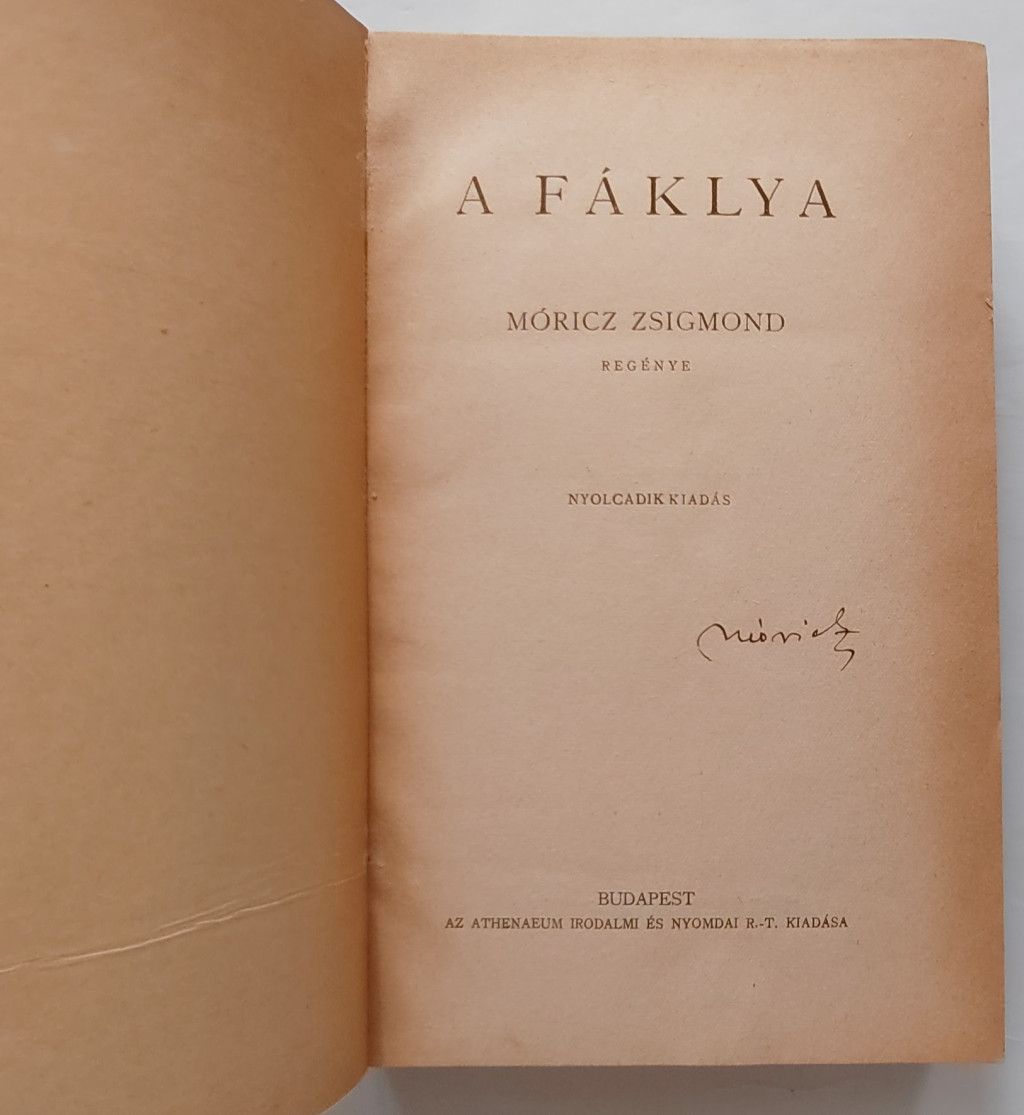 A FÁKLYA
MÓRICZ ZSIGMOND
REGÉNYE
NYOLCADIK KIADÁS
Móricz
BUDAPEST
AZ ATHENAEUM IRODALMI ÉS NYOMDAI R.-T. KIADÁSA